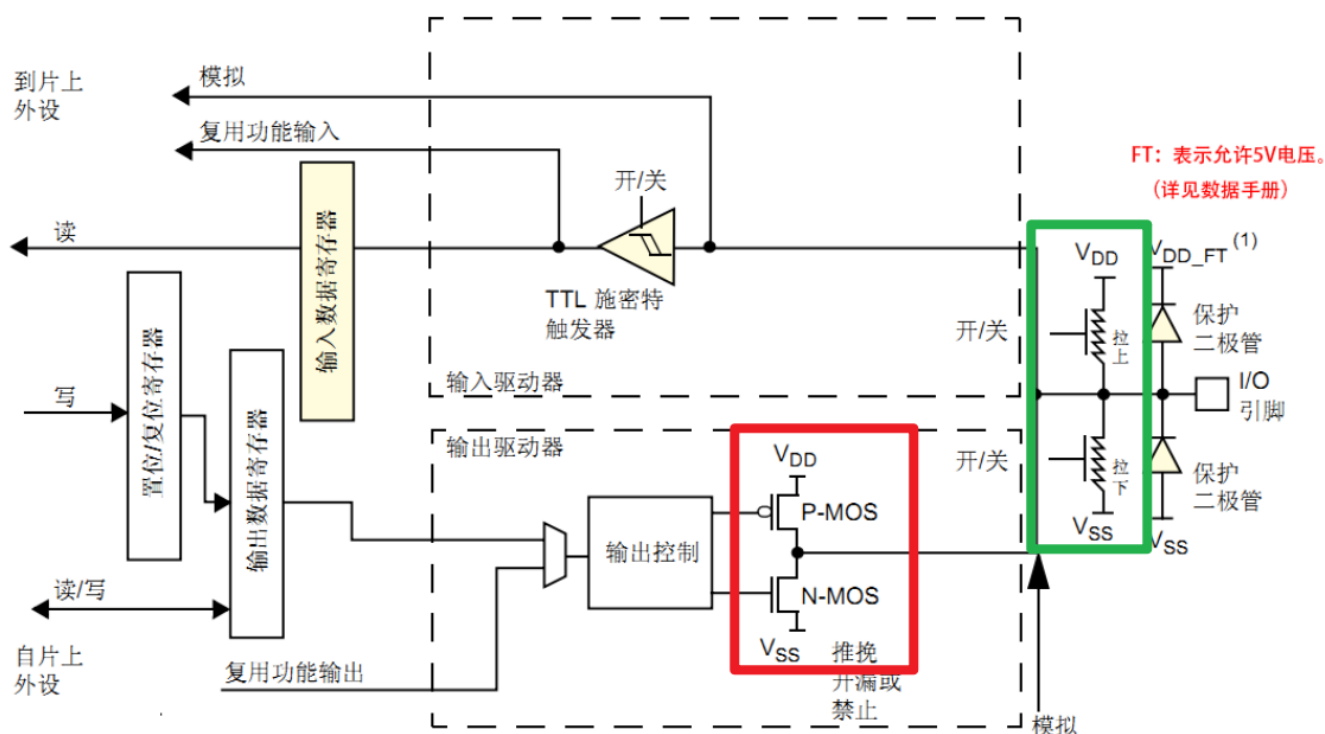 到片上
外设
模拟
复用功能输入
读
写
置位/复位寄存器
读/写
自片上
外设
输出数据寄存器
输入数据寄存器
复用功能输出
开/关
TTL 施密特
触发器
输入驱动器
开/关
输出驱动器
开/关
输出控制
VDD
P-MOS
N-MOS
VSS
推挽
开漏或
禁止
FT：表示允许5V电压。
（详见数据手册）
VDD
VDD_FT (1)
拉上
保护
二极管
I/O
引脚
拉下
保护
二极管
VSS
VSS
模拟